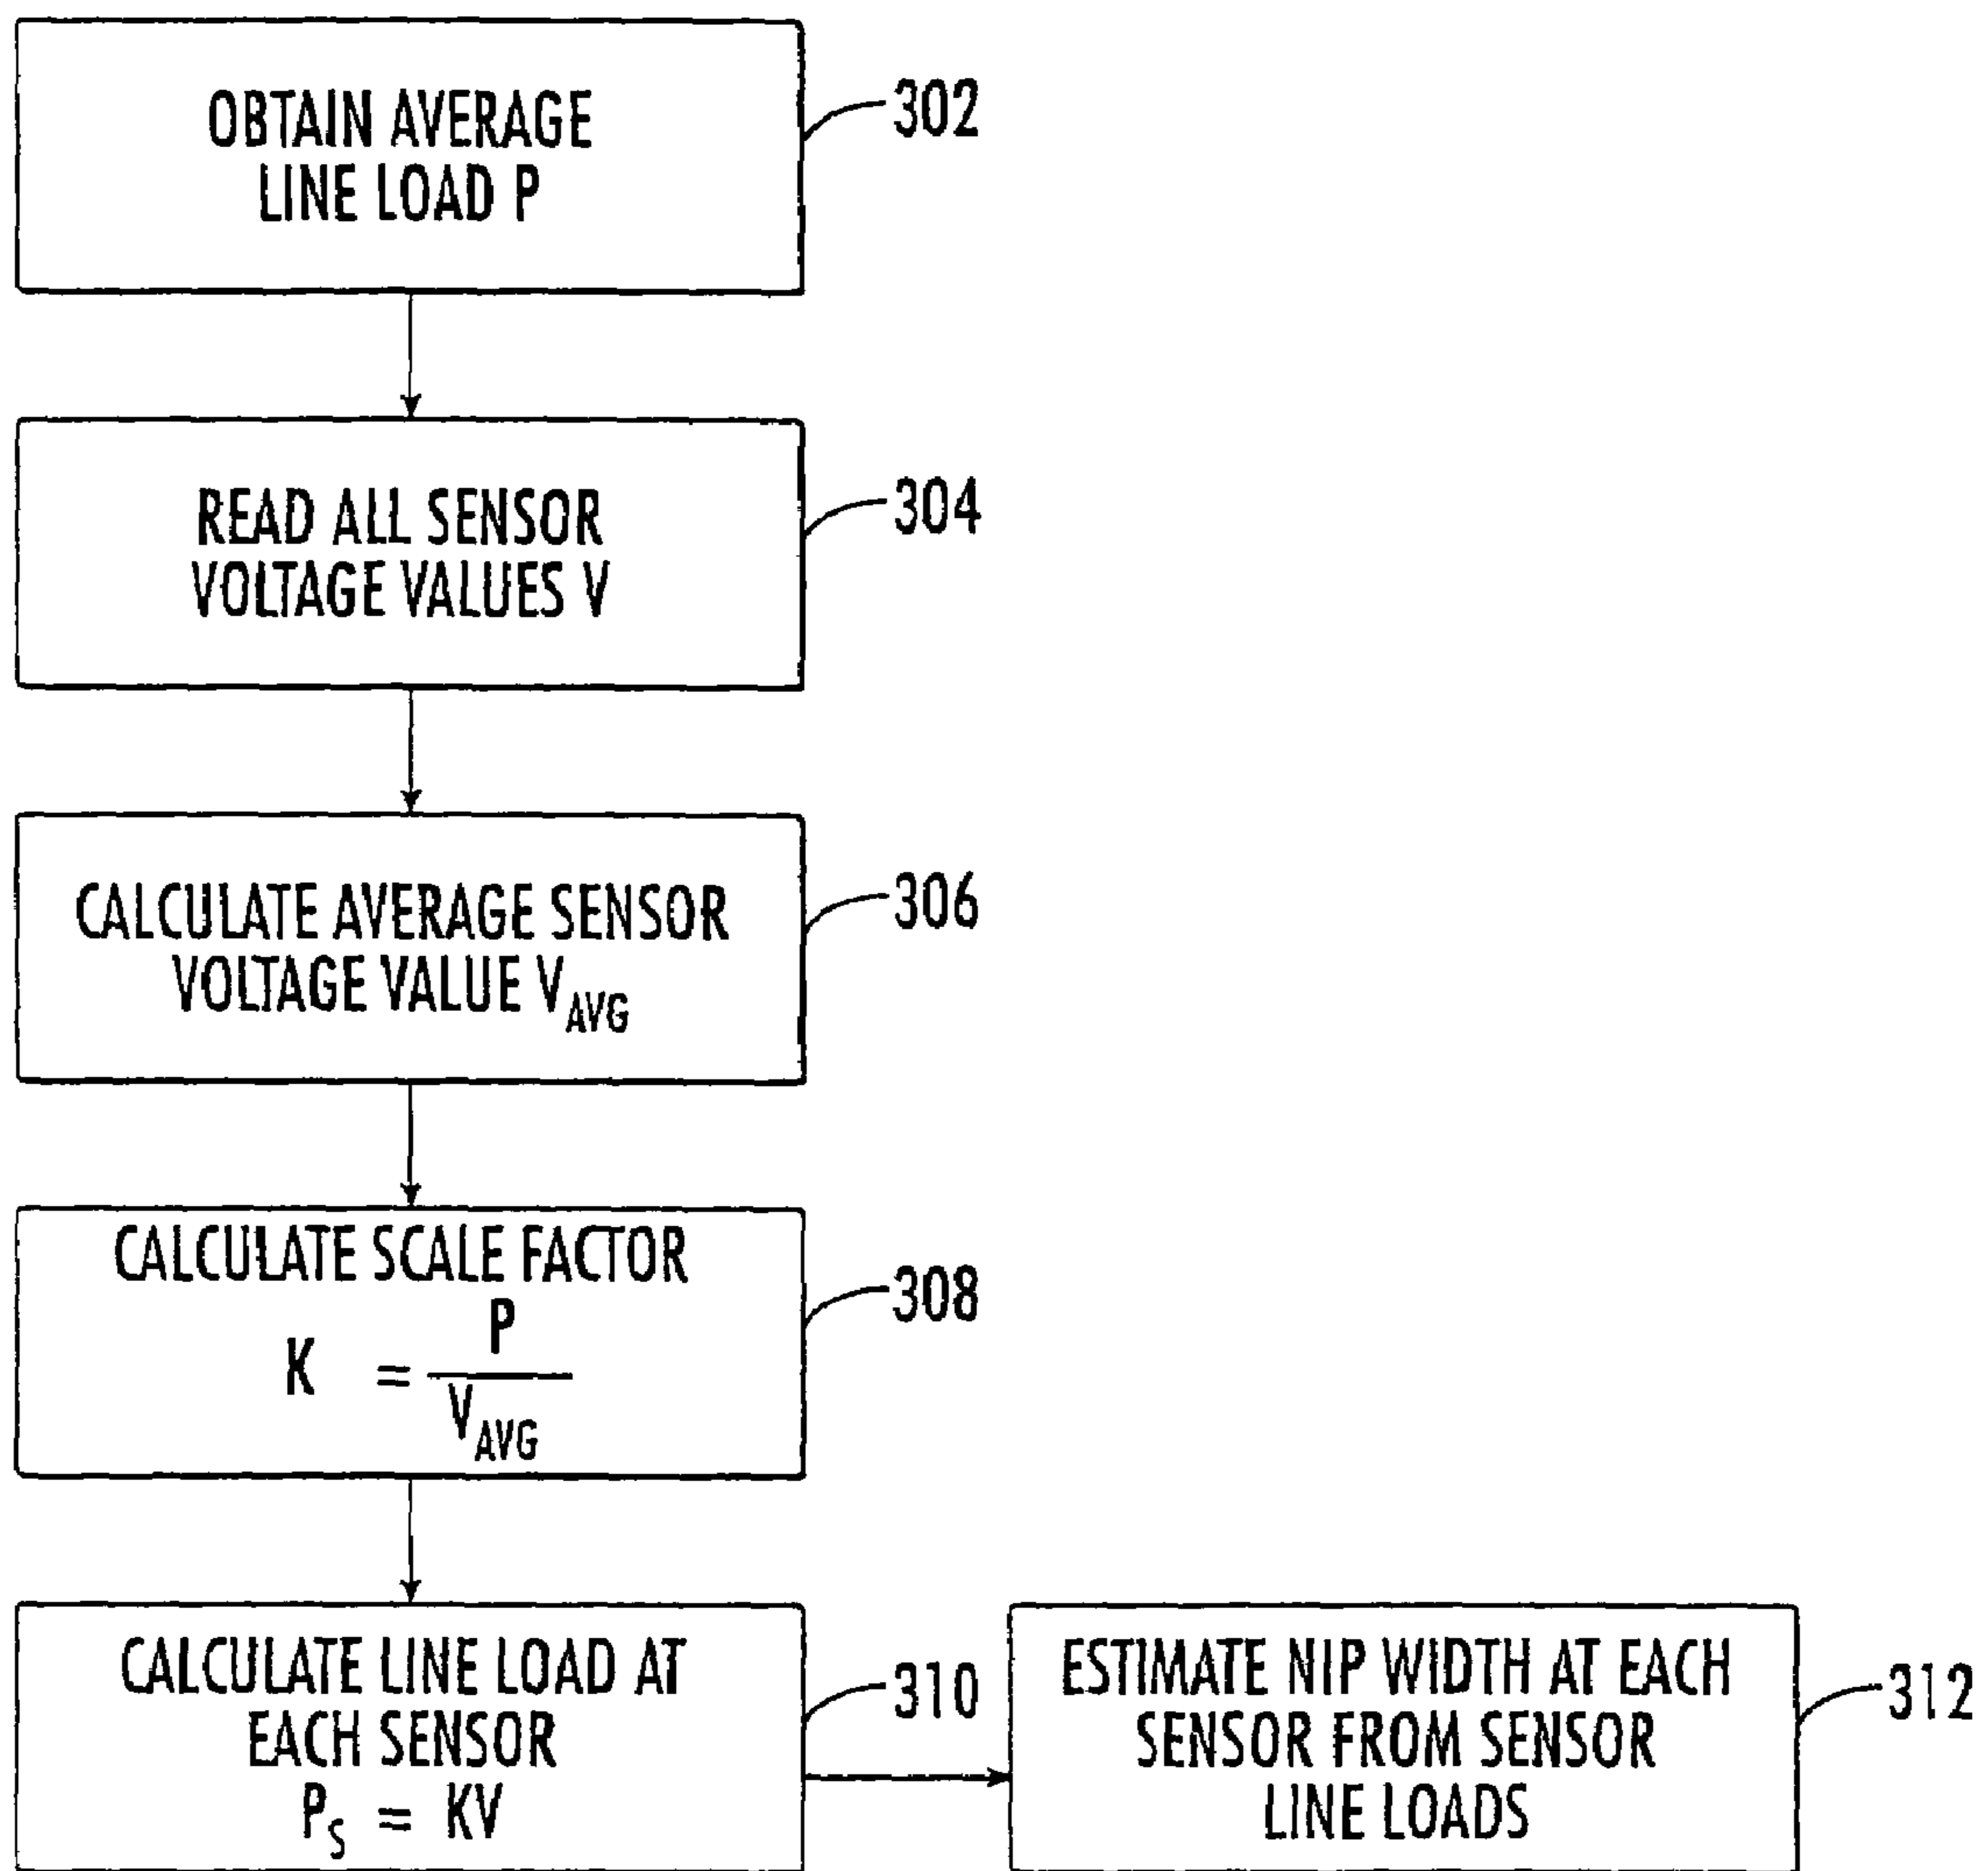 OBTAIN AVERAGE
LINE LOAD P
302
READ ALL SENSOR
VOLTAGE VALUES V
304
CALCULATE AVERAGE SENSOR
VOLTAGE VALUE V_AVG
306
CALCULATE SCALE FACTOR
K = P / V_AVG
308
CALCULATE LINE LOAD AT
EACH SENSOR
P_S = KV
310
ESTIMATE NIP WIDTH AT EACH
SENSOR FROM SENSOR
LINE LOADS
312